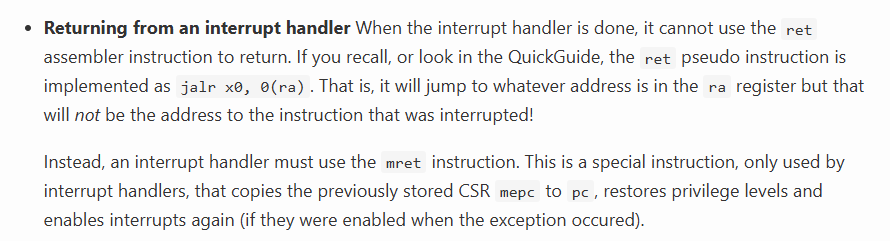 • Returning from an interrupt handler When the interrupt handler is done, it cannot use the ret
assembler instruction to return. If you recall, or look in the QuickGuide, the ret pseudo instruction is
implemented as jalr x0, 0(ra). That is, it will jump to whatever address is in the ra register but that
will not be the address to the instruction that was interrupted!
Instead, an interrupt handler must use the mret instruction. This is a special instruction, only used by
interrupt handlers, that copies the previously stored CSR mepc to pc, restores privilege levels and
enables interrupts again (if they were enabled when the exception occured).